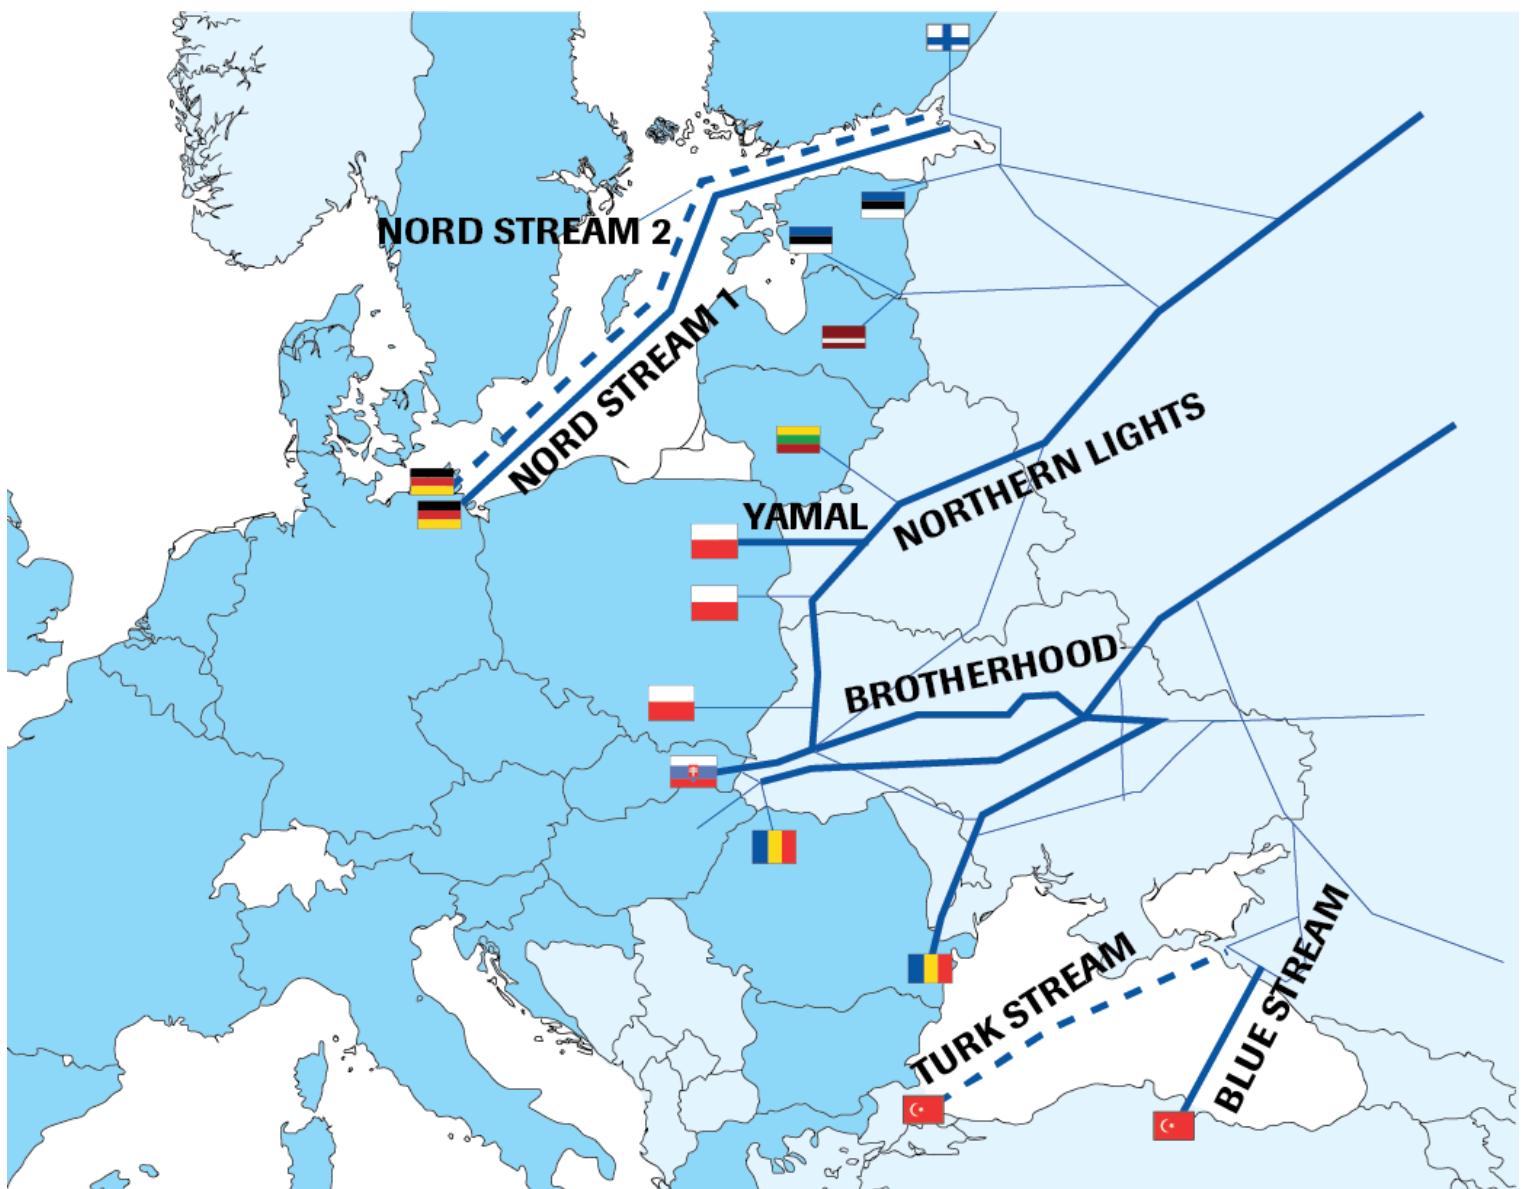 NORD STREAM 2
NORD STREAM 1
NORTHERN LIGHTS
YAMAL
BROTHERHOOD
TURK STREAM
BLUE STREAM